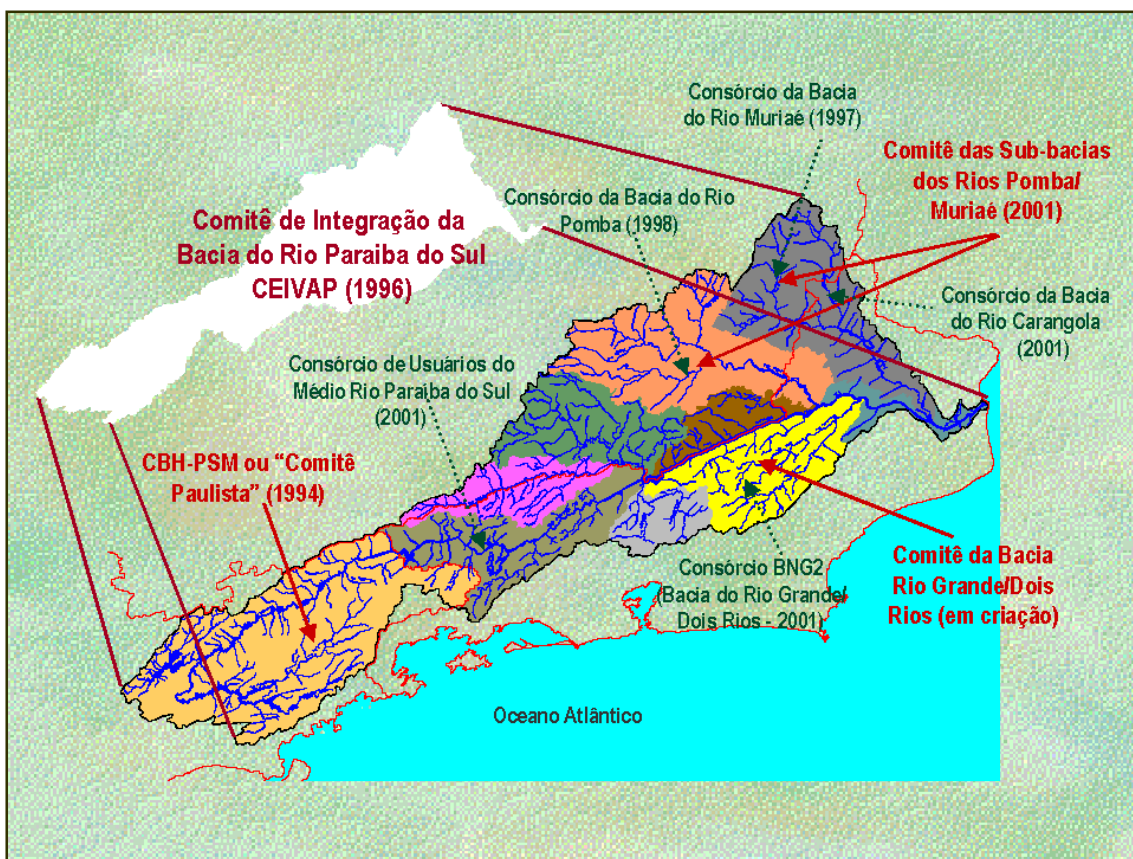 Consórcio da Bacia
do Rio Muriaé (1997)
Comitê das Sub-bacias
dos Rios Pomba/
Muriaé (2001)
Consórcio da Bacia do Rio
Pomba (1998)
Comitê de Integração da
Bacia do Rio Paraiba do Sul
CEIVAP (1996)
Consórcio da Bacia
do Rio Carangola
(2001)
Consórcio de Usuários do
Médio Rio Paraiba do Sul
(2001)
CBH-PSM ou “Comitê
Paulista” (1994)
Consórcio BNG2
(Bacia do Rio Grande/
Dois Rios - 2001)
Comitê da Bacia
Rio Grande/Dois
Rios (em criação)
Oceano Atlântico